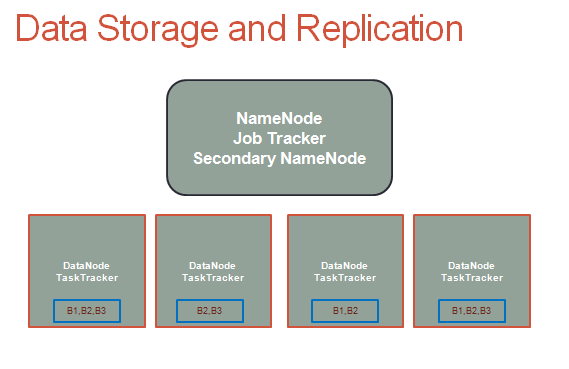 Data Storage and Replication
NameNode
Job Tracker
Secondary NameNode
DataNode
TaskTracker
B1,B2,B3
DataNode
TaskTracker
B2,B3
DataNode
TaskTracker
B1,B2
DataNode
TaskTracker
B1,B2,B3